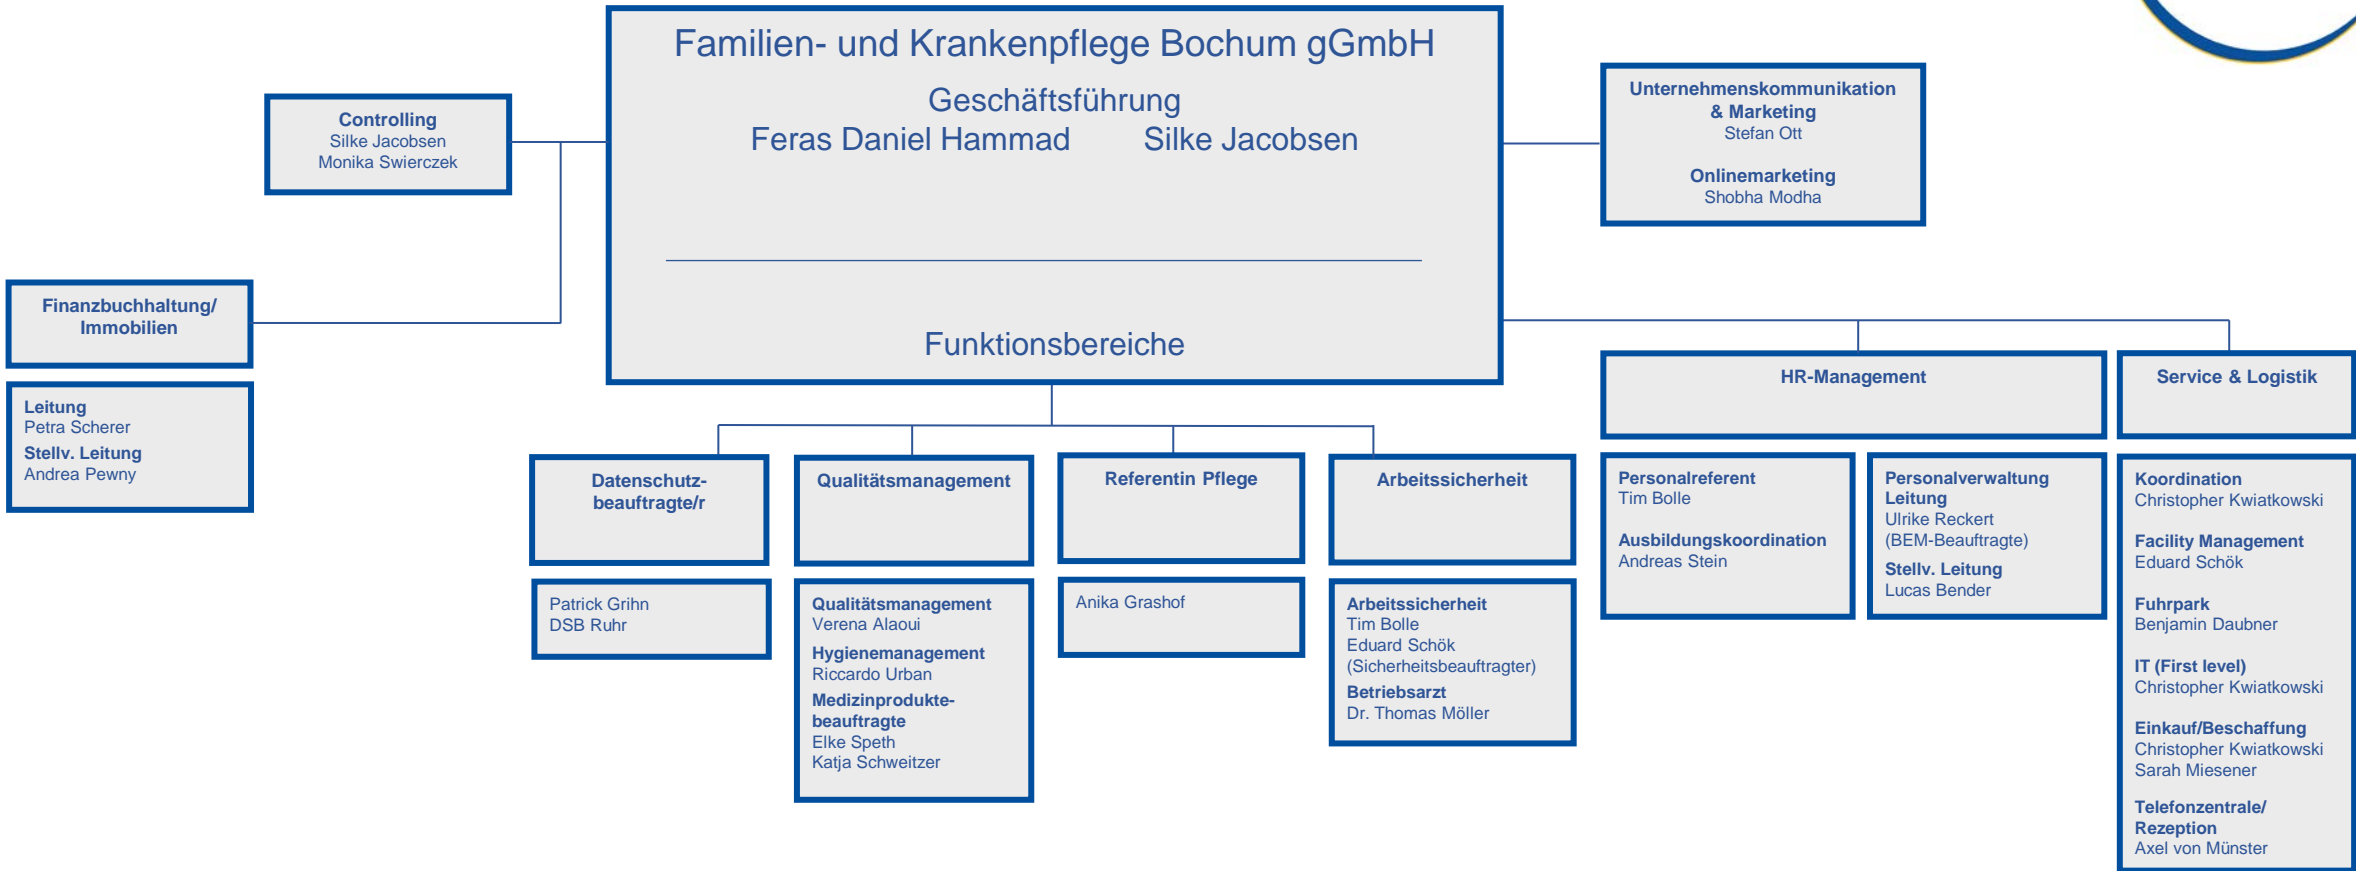 Familien- und Krankenpflege Bochum gGmbH
Geschäftsführung
Feras Daniel Hammad Silke Jacobsen
Funktionsbereiche
Controlling
Silke Jacobsen
Monika Swierczek
Unternehmenskommunikation
& Marketing
Stefan Ott
Onlinemarketing
Shobha Modha
Finanzbuchhaltung/
Immobilien
Leitung
Petra Scherer
Stellv. Leitung
Andrea Pewny
Datenschutz-
beauftragte/r
Patrick Grihn
DSB Ruhr
Qualitätsmanagement
Qualitätsmanagement
Verena Alaoui
Hygienemanagement
Riccardo Urban
Medizinprodukte-
beauftragte
Elke Speth
Katja Schweitzer
Referentin Pflege
Anika Grashof
Arbeitssicherheit
Arbeitssicherheit
Tim Bolle
Eduard Schök
(Sicherheitsbeauftragter)
Betriebsarzt
Dr. Thomas Möller
HR-Management
Personalreferent
Tim Bolle
Ausbildungskoordination
Andreas Stein
Personalverwaltung
Leitung
Ulrike Reckert
(BEM-Beauftragte)
Stellv. Leitung
Lucas Bender
Service & Logistik
Koordination
Christopher Kwiatkowski
Facility Management
Eduard Schök
Fuhrpark
Benjamin Daubner
IT (First level)
Christopher Kwiatkowski
Einkauf/Beschaffung
Christopher Kwiatkowski
Sarah Miesener
Telefonzentrale/
Rezeption
Axel von Münster